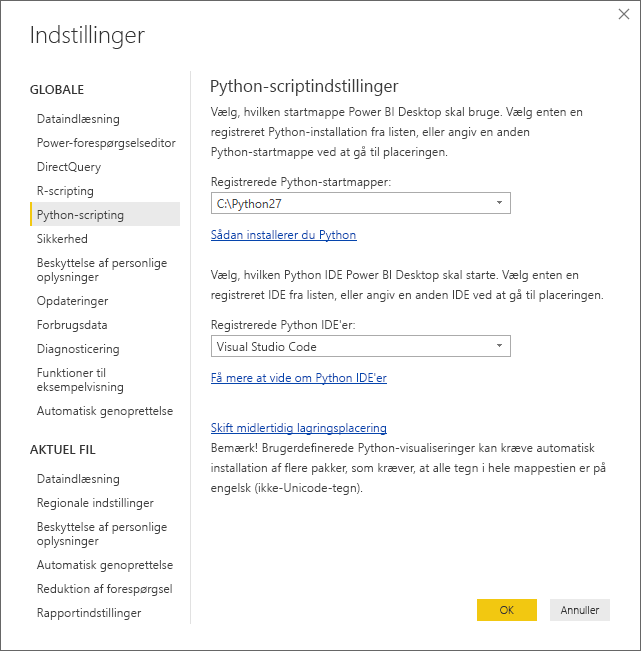 Indstillinger
GLOBALE
Dataindlæsning
Power-forespørgselseditor
DirectQuery
R-scripting
Python-scripting
Sikkerhed
Beskyttelse af personlige
oplysninger
Opdateringer
Forbrugsdata
Diagnosticering
Funktioner til
eksempelvisning
Automatisk genoprettelse
AKTUEL FIL
Dataindlæsning
Regionale indstillinger
Beskyttelse af personlige
oplysninger
Automatisk genoprettelse
Reduktion af forespørgsel
Rapportindstillinger
Python-scriptindstillinger
Vælg, hvilken startmappe Power BI Desktop skal bruge. Vælg enten en
registreret Python-installation fra listen, eller angiv en anden
Python-startmappe ved at gå til placeringen.
Registrerede Python-startmapper:
C:\Python27
Sådan installerer du Python
Vælg, hvilken Python IDE Power BI Desktop skal starte. Vælg enten en
registreret IDE fra listen, eller angiv en anden IDE ved at gå til placeringen.
Registrerede Python IDE'er:
Visual Studio Code
Få mere at vide om Python IDE'er
Skift midlertidig lagringsplacering
Bemærk! Brugerdefinerede Python-visualiseringer kan kræve automatisk
installation af flere pakker, som kræver, at alle tegn i hele mappestien er på
engelsk (ikke-Unicode-tegn).
OK
Annuller